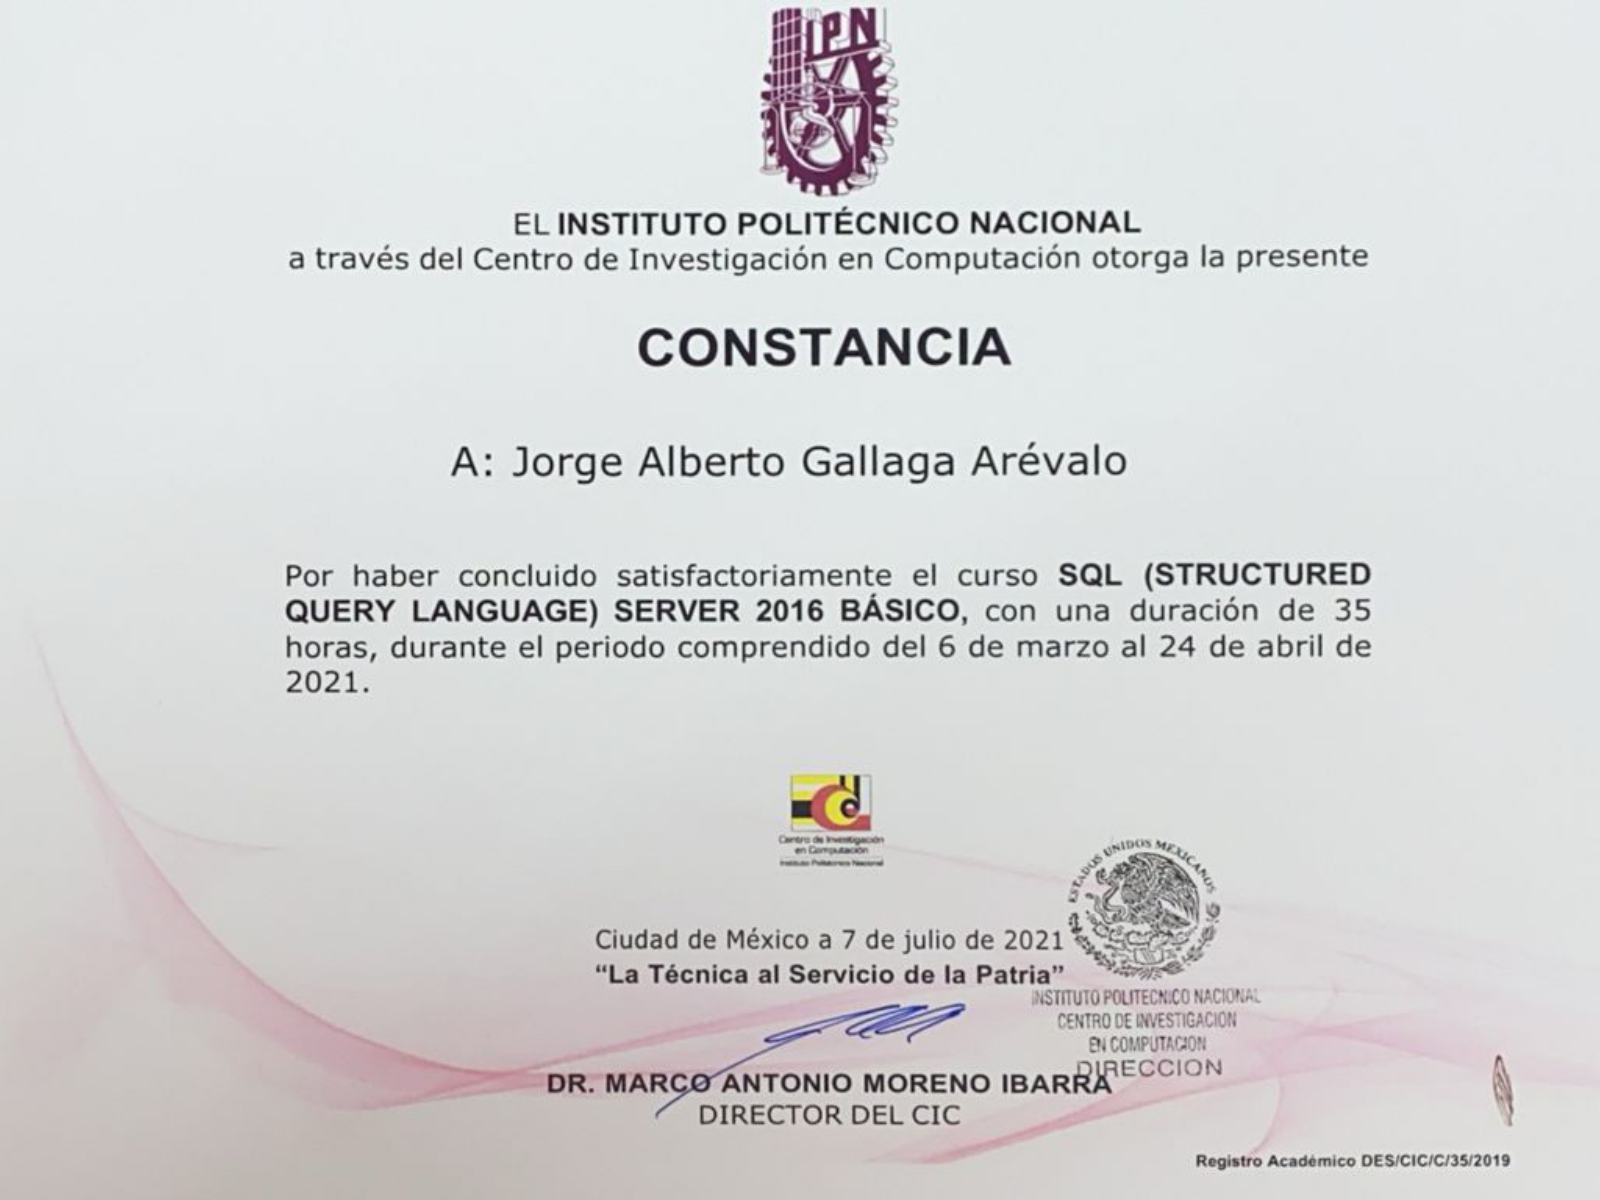 IPN
EL INSTITUTO POLITÉCNICO NACIONAL
a través del Centro de Investigación en Computación otorga la presente
CONSTANCIA
A: Jorge Alberto Gallaga Arévalo
Por haber concluido satisfactoriamente el curso SQL (STRUCTURED
QUERY LANGUAGE) SERVER 2016 BÁSICO, con una duración de 35
horas, durante el periodo comprendido del 6 de marzo al 24 de abril de
2021.
Centro de Investigación
en Computación
Instituto Politécnico Nacional
ESTADOS UNIDOS MEXICANOS
Ciudad de México a 7 de julio de 2021
“La Técnica al Servicio de la Patria”
INSTITUTO POLITECNICO NACIONAL
CENTRO DE INVESTIGACION
EN COMPUTACION
DIRECCION
DR. MARCO ANTONIO MORENO IBARRA
DIRECTOR DEL CIC
Registro Académico DES/CIC/C/35/2019